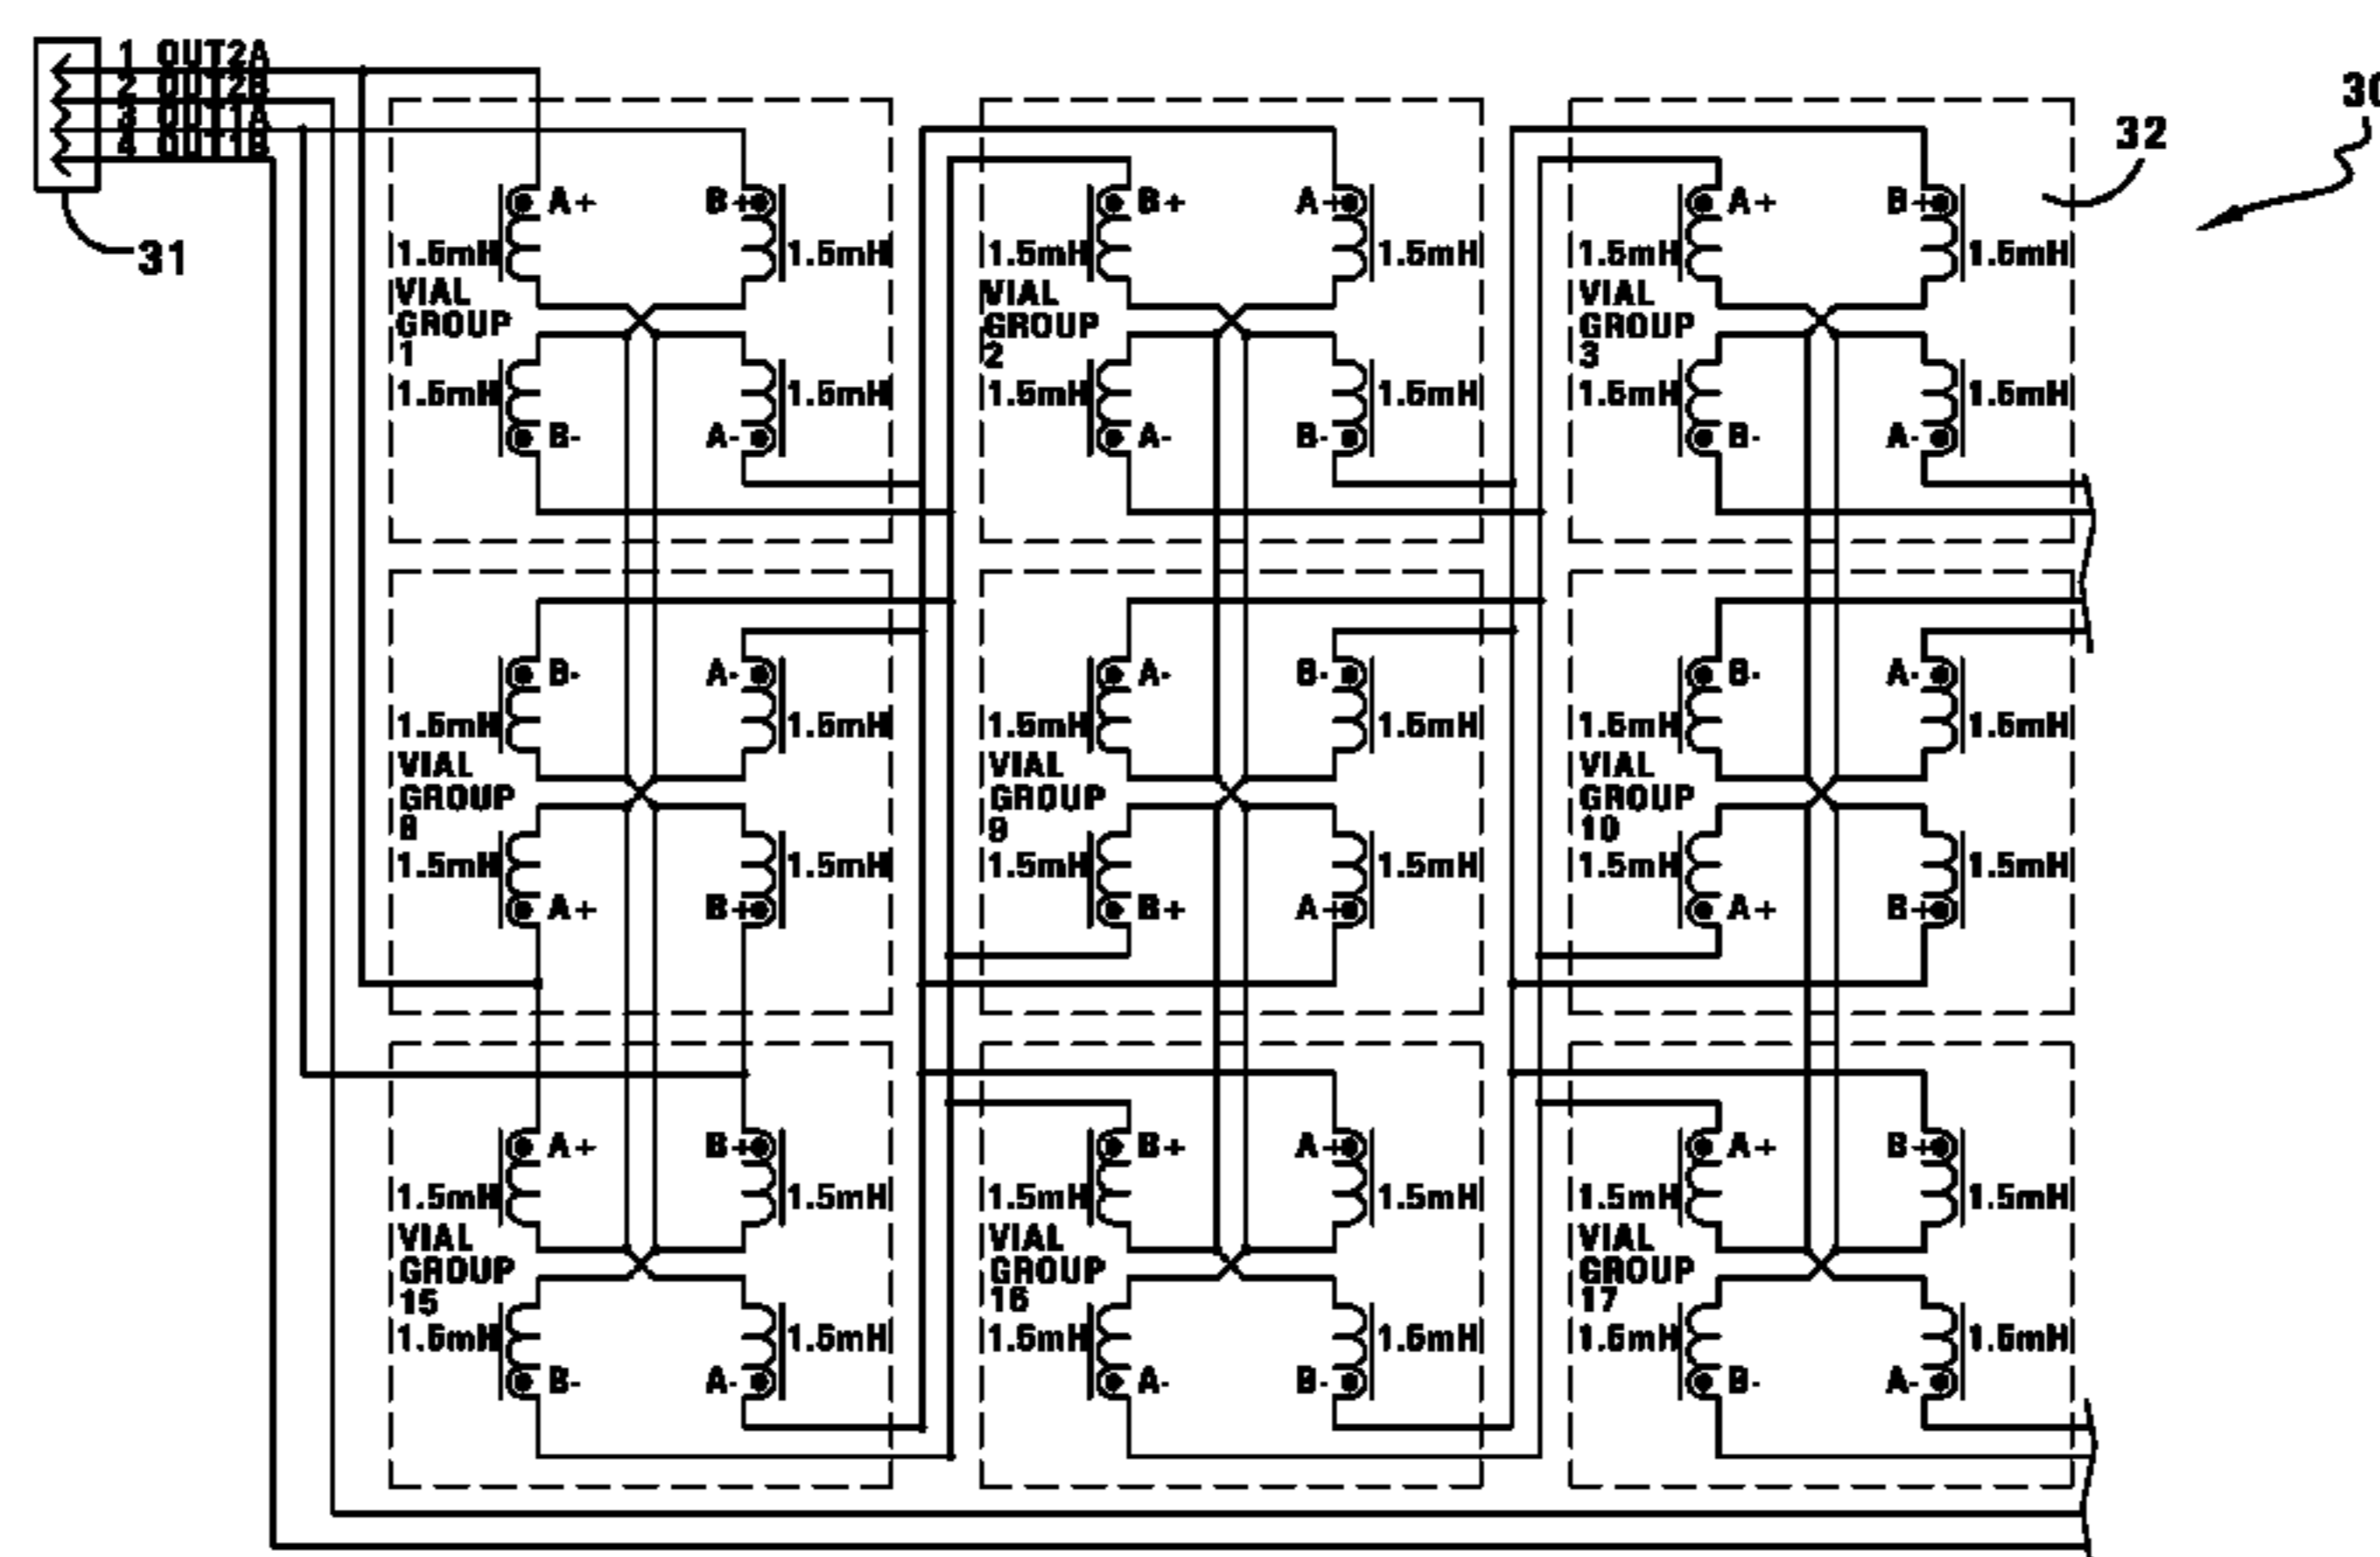 1 OUT2A
2 OUT2B
3 OUT1A
4 OUT1B
31
30
32
A+ B+
1.5mH 1.5mH
VIAL
GROUP
1
1.5mH 1.5mH
B- A-
B+ A+
1.5mH 1.5mH
VIAL
GROUP
2
1.5mH 1.5mH
A- B-
A+ B+
1.5mH 1.5mH
VIAL
GROUP
3
1.5mH 1.5mH
B- A-
B- A-
1.5mH 1.5mH
VIAL
GROUP
8
1.5mH 1.5mH
A+ B+
A- B-
1.5mH 1.5mH
VIAL
GROUP
9
1.5mH 1.5mH
B+ A+
B- A-
1.5mH 1.5mH
VIAL
GROUP
10
1.5mH 1.5mH
A+ B+
A+ B+
1.5mH 1.5mH
VIAL
GROUP
15
1.5mH 1.5mH
B- A-
B+ A+
1.5mH 1.5mH
VIAL
GROUP
16
1.5mH 1.5mH
A- B-
A+ B+
1.5mH 1.5mH
VIAL
GROUP
17
1.5mH 1.5mH
B- A-